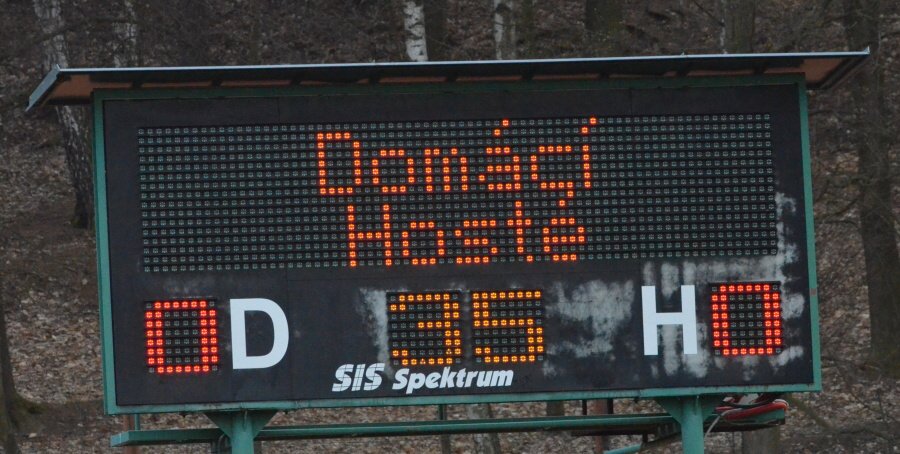 Domácí
Hosté
0 D 35 H 0
SIS Spektrum